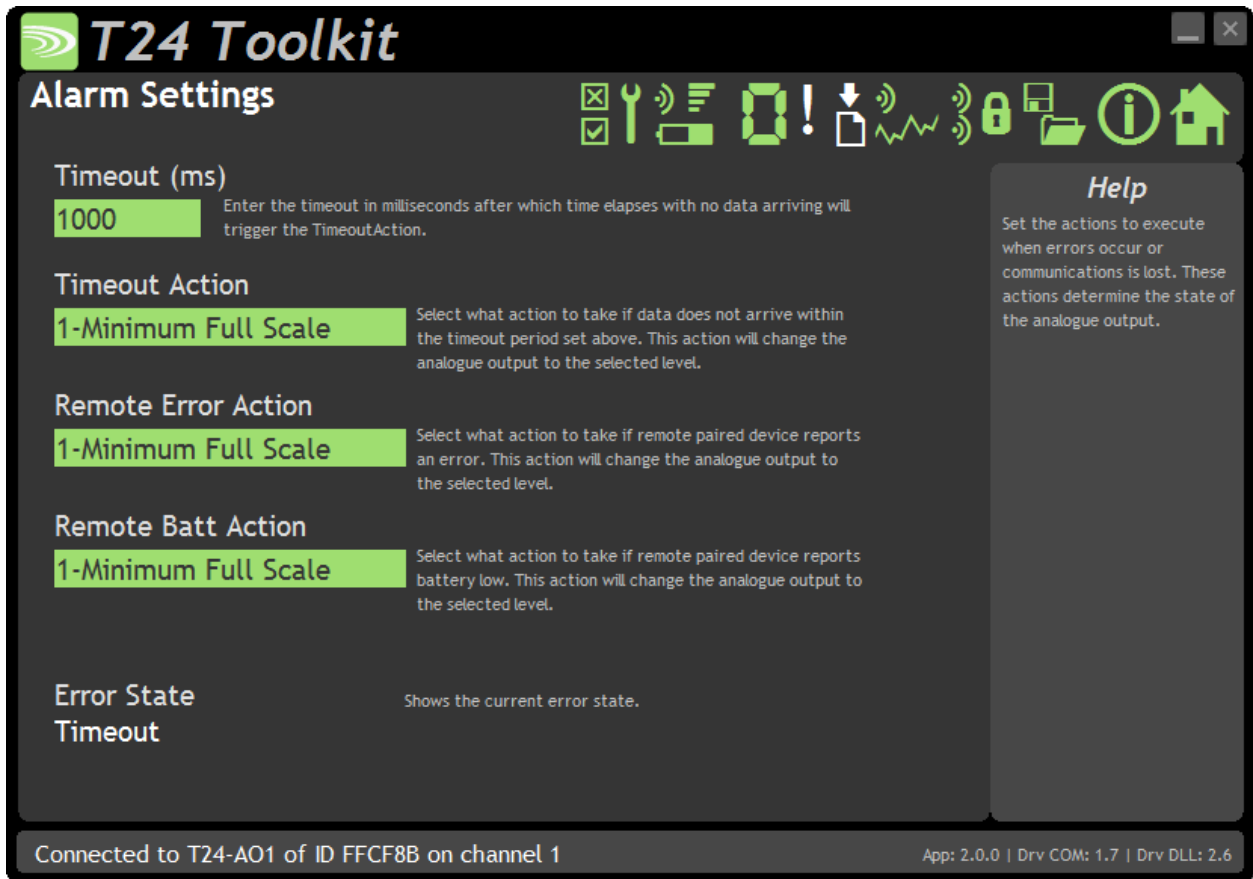 T24 Toolkit
Alarm Settings
Timeout (ms)
1000
Enter the timeout in milliseconds after which time elapses with no data arriving will
trigger the TimeoutAction.
Timeout Action
1-Minimum Full Scale
Select what action to take if data does not arrive within
the timeout period set above. This action will change the
analogue output to the selected level.
Remote Error Action
1-Minimum Full Scale
Select what action to take if remote paired device reports
an error. This action will change the analogue output to
the selected level.
Remote Batt Action
1-Minimum Full Scale
Select what action to take if remote paired device reports
battery low. This action will change the analogue output to
the selected level.
Error State
Shows the current error state.
Timeout
Help
Set the actions to execute
when errors occur or
communications is lost. These
actions determine the state of
the analogue output.
Connected to T24-AO1 of ID FFCF8B on channel 1
App: 2.0.0 | Drv COM: 1.7 | Drv DLL: 2.6